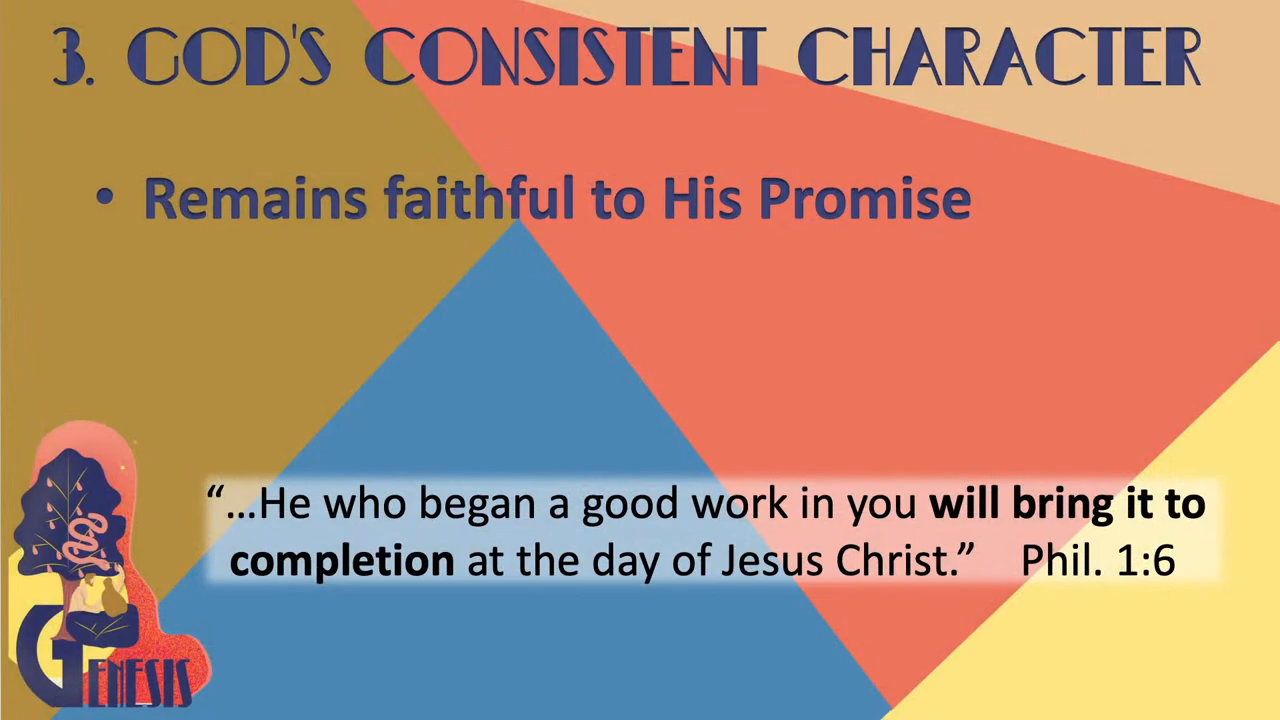 3. GOD'S CONSISTENT CHARACTER
• Remains faithful to His Promise
“...He who began a good work in you will bring it to
completion at the day of Jesus Christ.” Phil. 1:6
GENESIS